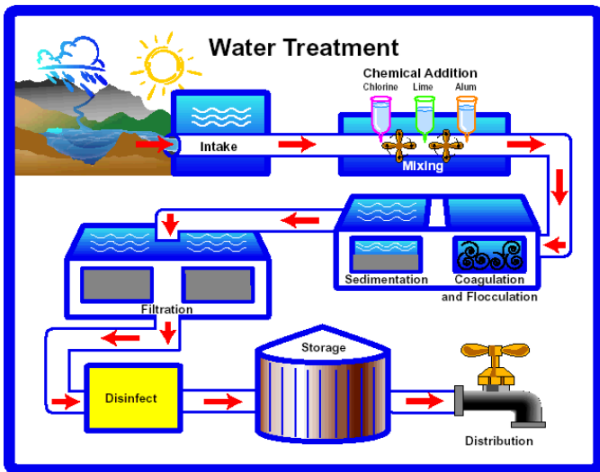 Water Treatment
Chemical Addition
Chlorine Lime Alum
Intake
Mixing
Sedimentation
Coagulation
and Flocculation
Filtration
Disinfect
Storage
Distribution